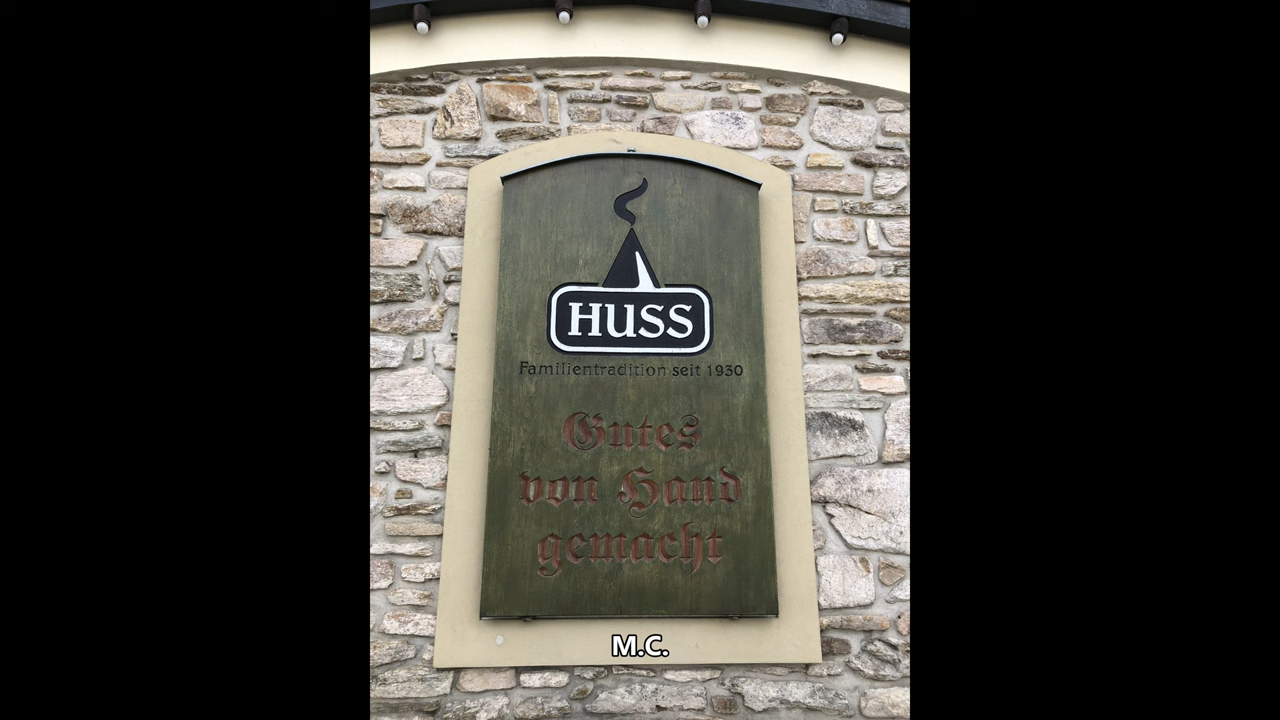 HUSS
Familientradition seit 1930
Gutes
von Hand
gemacht
M.C.